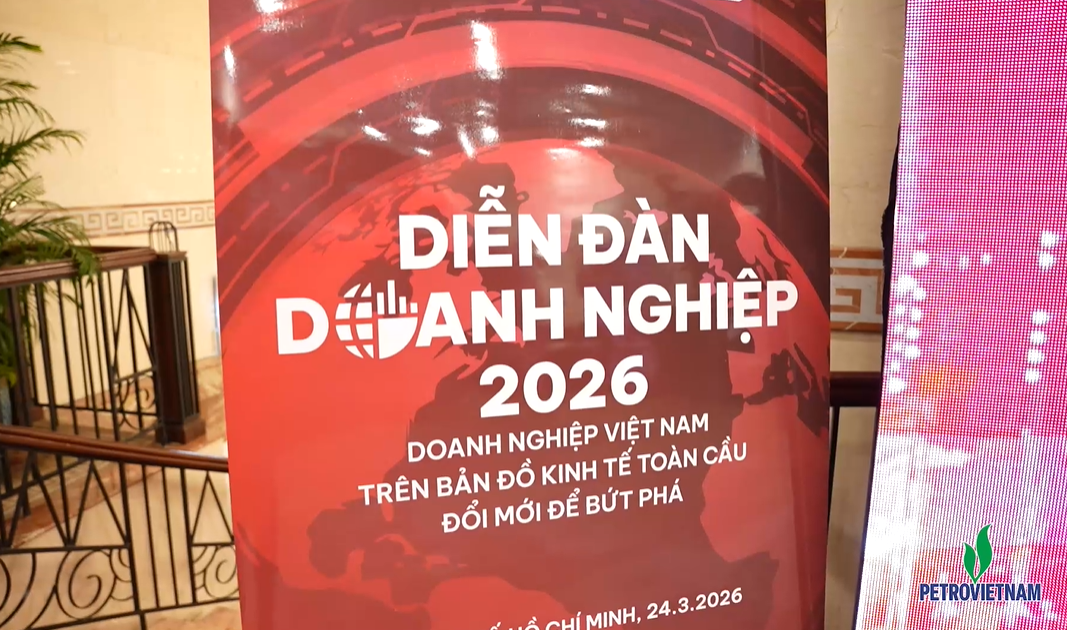 DIỄN ĐÀN
DOANH NGHIỆP
2026
DOANH NGHIỆP VIỆT NAM
TRÊN BẢN ĐỒ KINH TẾ TOÀN CẦU
ĐỔI MỚI ĐỂ BỨT PHÁ
HỒ CHÍ MINH, 24.3.2026
PETROVIETNAM